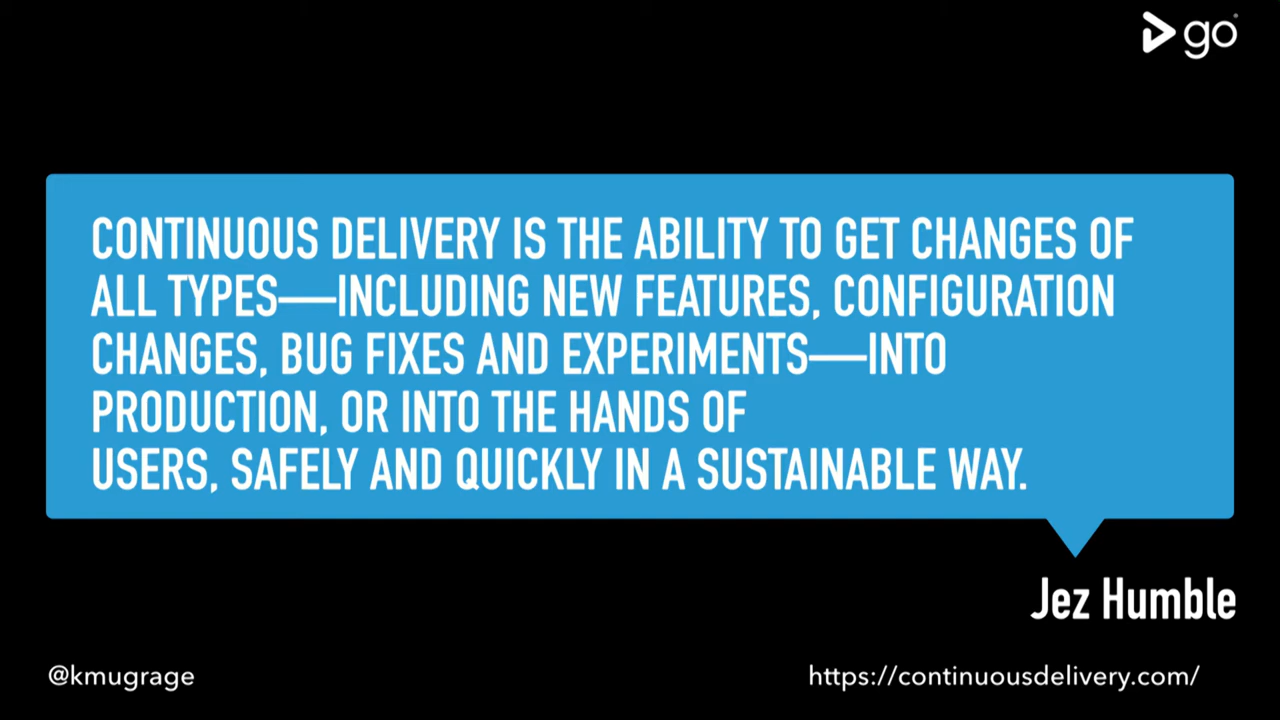 go
CONTINUOUS DELIVERY IS THE ABILITY TO GET CHANGES OF
ALL TYPES—INCLUDING NEW FEATURES, CONFIGURATION
CHANGES, BUG FIXES AND EXPERIMENTS—INTO
PRODUCTION, OR INTO THE HANDS OF
USERS, SAFELY AND QUICKLY IN A SUSTAINABLE WAY.
Jez Humble
@kmugrage
https://continuousdelivery.com/